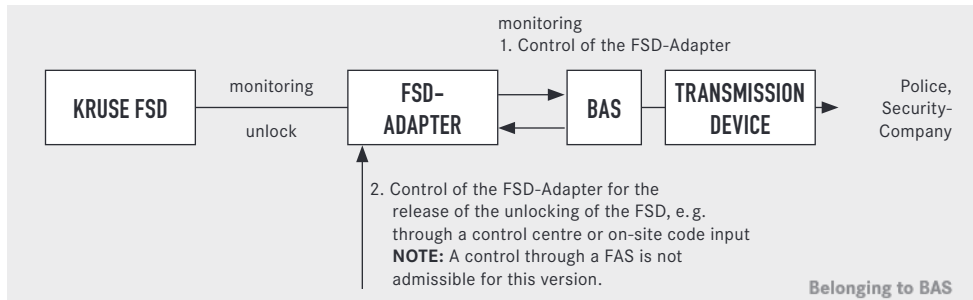 monitoring
1. Control of the FSD-Adapter
KRUSE FSD
monitoring
unlock
FSD-
ADAPTER
BAS
TRANSMISSION
DEVICE
Police,
Security-
Company
2. Control of the FSD-Adapter for the
release of the unlocking of the FSD, e.g.
through a control centre or on-site code input
NOTE: A control through a FAS is not
admissible for this version.
Belonging to BAS